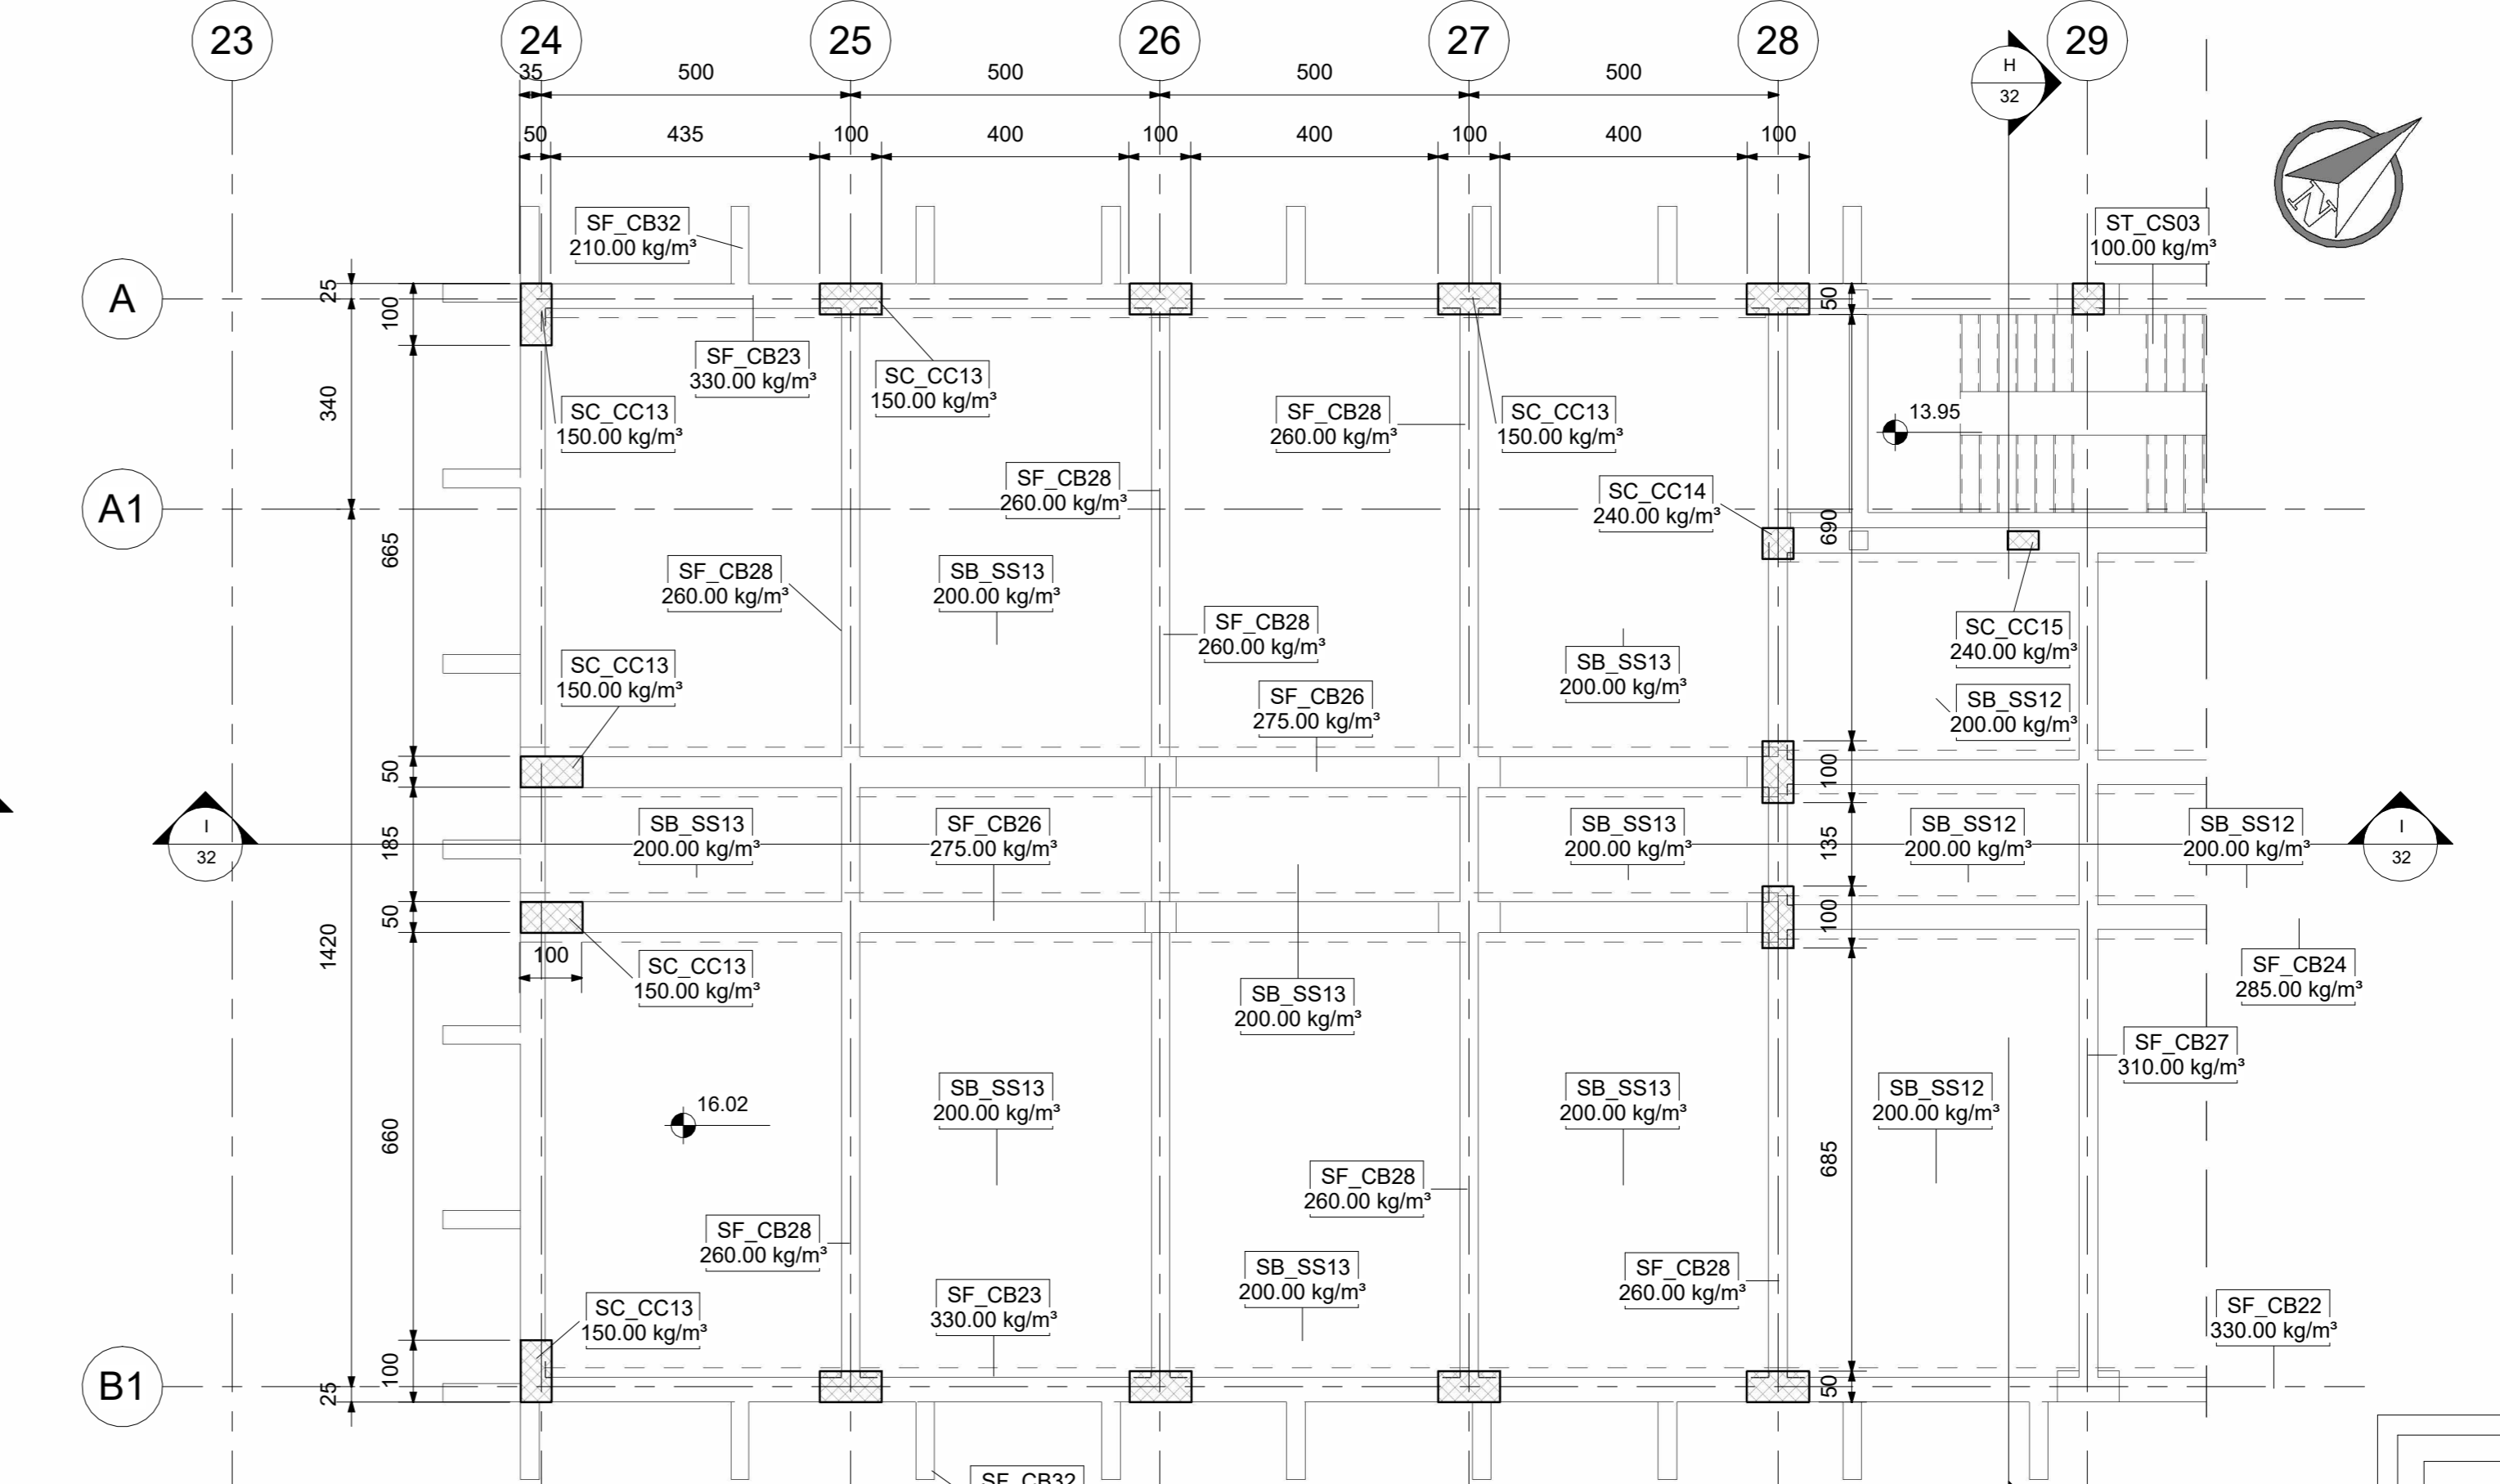 23
24
25
26
27
28
29
H
32
35
500
500
500
500
50
435
100
400
100
400
100
400
100
N
SF_CB32
210.00 kg/m³
ST_CS03
100.00 kg/m³
A
25
100
50
340
SF_CB23
330.00 kg/m³
SC_CC13
150.00 kg/m³
SC_CC13
150.00 kg/m³
SF_CB28
260.00 kg/m³
SC_CC13
150.00 kg/m³
13.95
A1
SF_CB28
260.00 kg/m³
SC_CC14
240.00 kg/m³
665
690
SF_CB28
260.00 kg/m³
SB_SS13
200.00 kg/m³
SF_CB28
260.00 kg/m³
SC_CC15
240.00 kg/m³
SC_CC13
150.00 kg/m³
SB_SS13
200.00 kg/m³
SF_CB26
275.00 kg/m³
SB_SS12
200.00 kg/m³
50
100
I
32
185
SB_SS13
200.00 kg/m³
SF_CB26
275.00 kg/m³
SB_SS13
200.00 kg/m³
135
SB_SS12
200.00 kg/m³
SB_SS12
200.00 kg/m³
I
32
50
100
1420
100
SC_CC13
150.00 kg/m³
SB_SS13
200.00 kg/m³
SF_CB24
285.00 kg/m³
SF_CB27
310.00 kg/m³
16.02
SB_SS13
200.00 kg/m³
SB_SS13
200.00 kg/m³
SB_SS12
200.00 kg/m³
660
685
SF_CB28
260.00 kg/m³
SF_CB28
260.00 kg/m³
SB_SS13
200.00 kg/m³
SF_CB28
260.00 kg/m³
SF_CB23
330.00 kg/m³
SC_CC13
150.00 kg/m³
SF_CB22
330.00 kg/m³
B1
100
25
50
SF_CB32